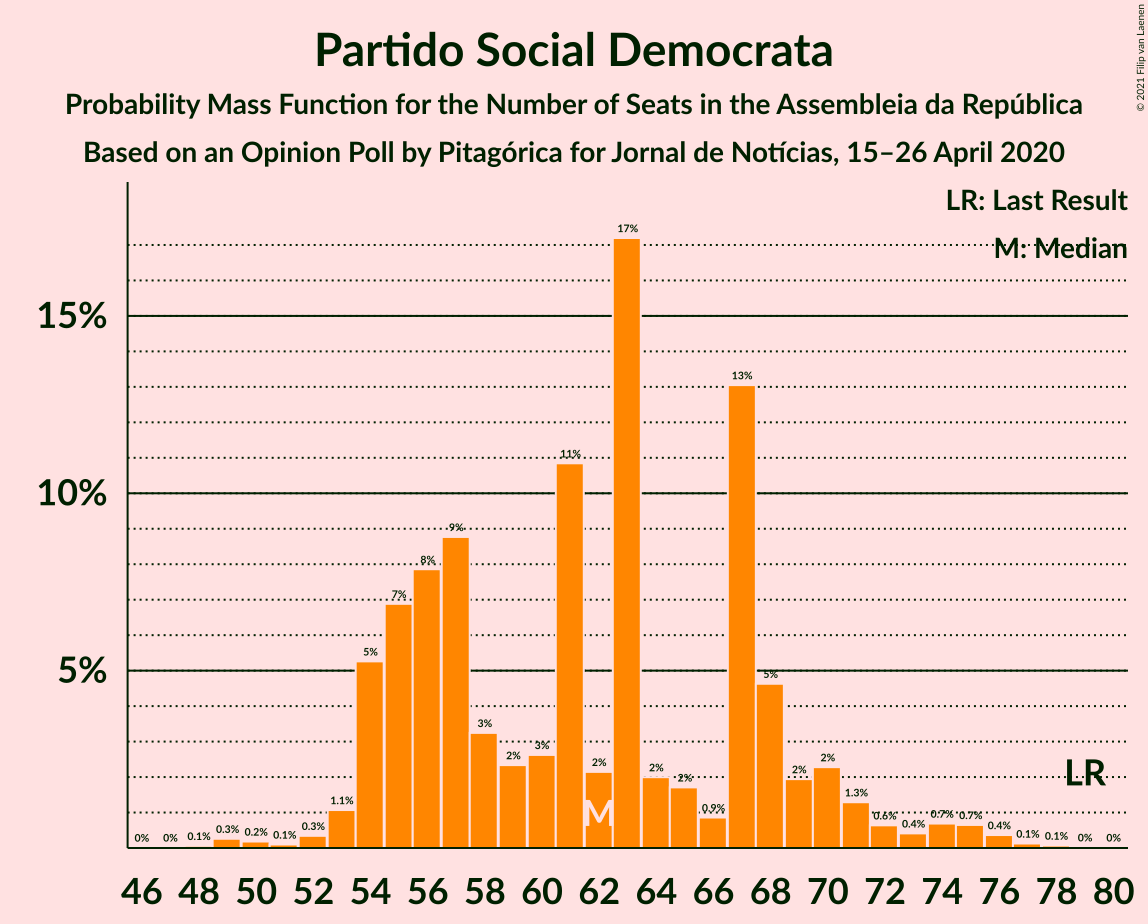 Partido Social Democrata
Probability Mass Function for the Number of Seats in the Assembleia da República
Based on an Opinion Poll by Pitagórica for Jornal de Notícias, 15–26 April 2020
© 2021 Filip van Laenen
LR: Last Result
M: Median
15%
10%
5%
0% 0% 0.1% 0.3% 0.2% 0.1% 0.3% 1.1% 5% 7% 8% 9% 3% 2% 3% 11% 2% 17% 2% 2% 0.9% 13% 5% 2% 2% 1.3% 0.6% 0.4% 0.7% 0.7% 0.4% 0.1% 0.1% 0% 0%
M
LR
46 48 50 52 54 56 58 60 62 64 66 68 70 72 74 76 78 80